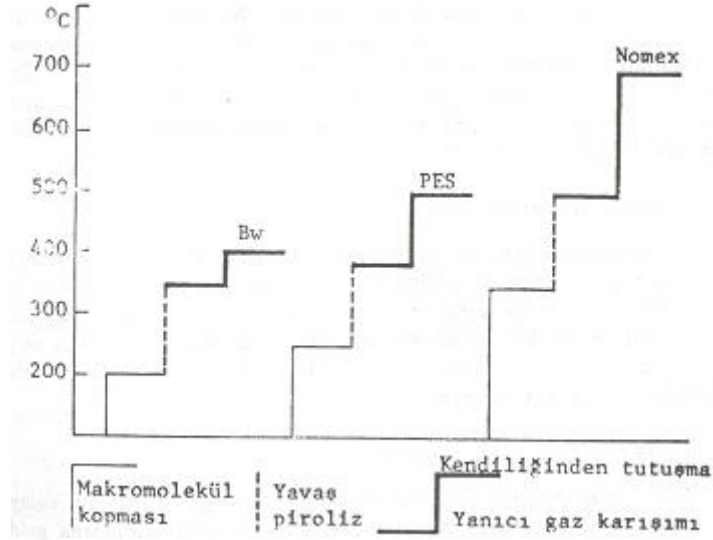 °C
700
600
500
400
300
200
Nomex
PES
Bw
Makromolekül
kopması
Yavaş
piroliz
Kendiliğinden tutuşma
Yanıcı gaz karışımı